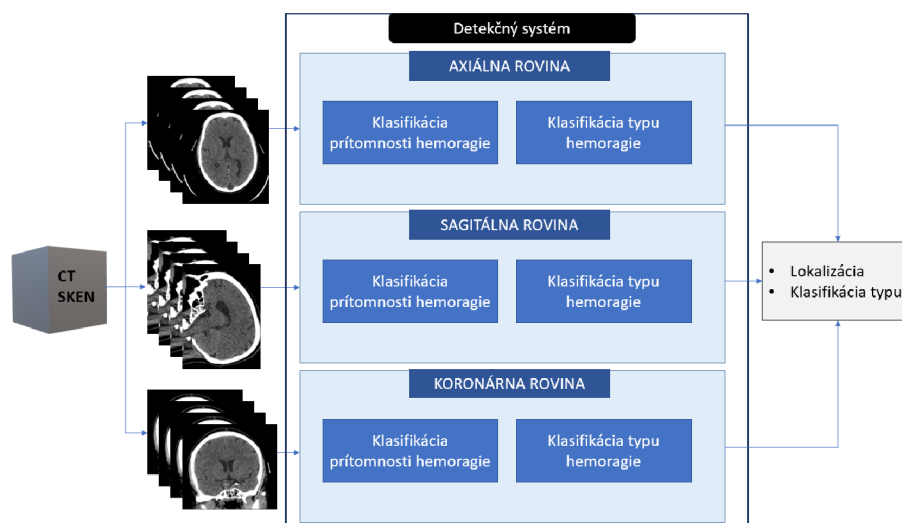 Detekčný systém
AXIÁLNA ROVINA
Klasifikácia
prítomnosti hemoragie
Klasifikácia typu
hemoragie
SAGITÁLNA ROVINA
Klasifikácia
prítomnosti hemoragie
Klasifikácia typu
hemoragie
KORONÁRNA ROVINA
Klasifikácia
prítomnosti hemoragie
Klasifikácia typu
hemoragie
CT
SKEN
• Lokalizácia
• Klasifikácia typu